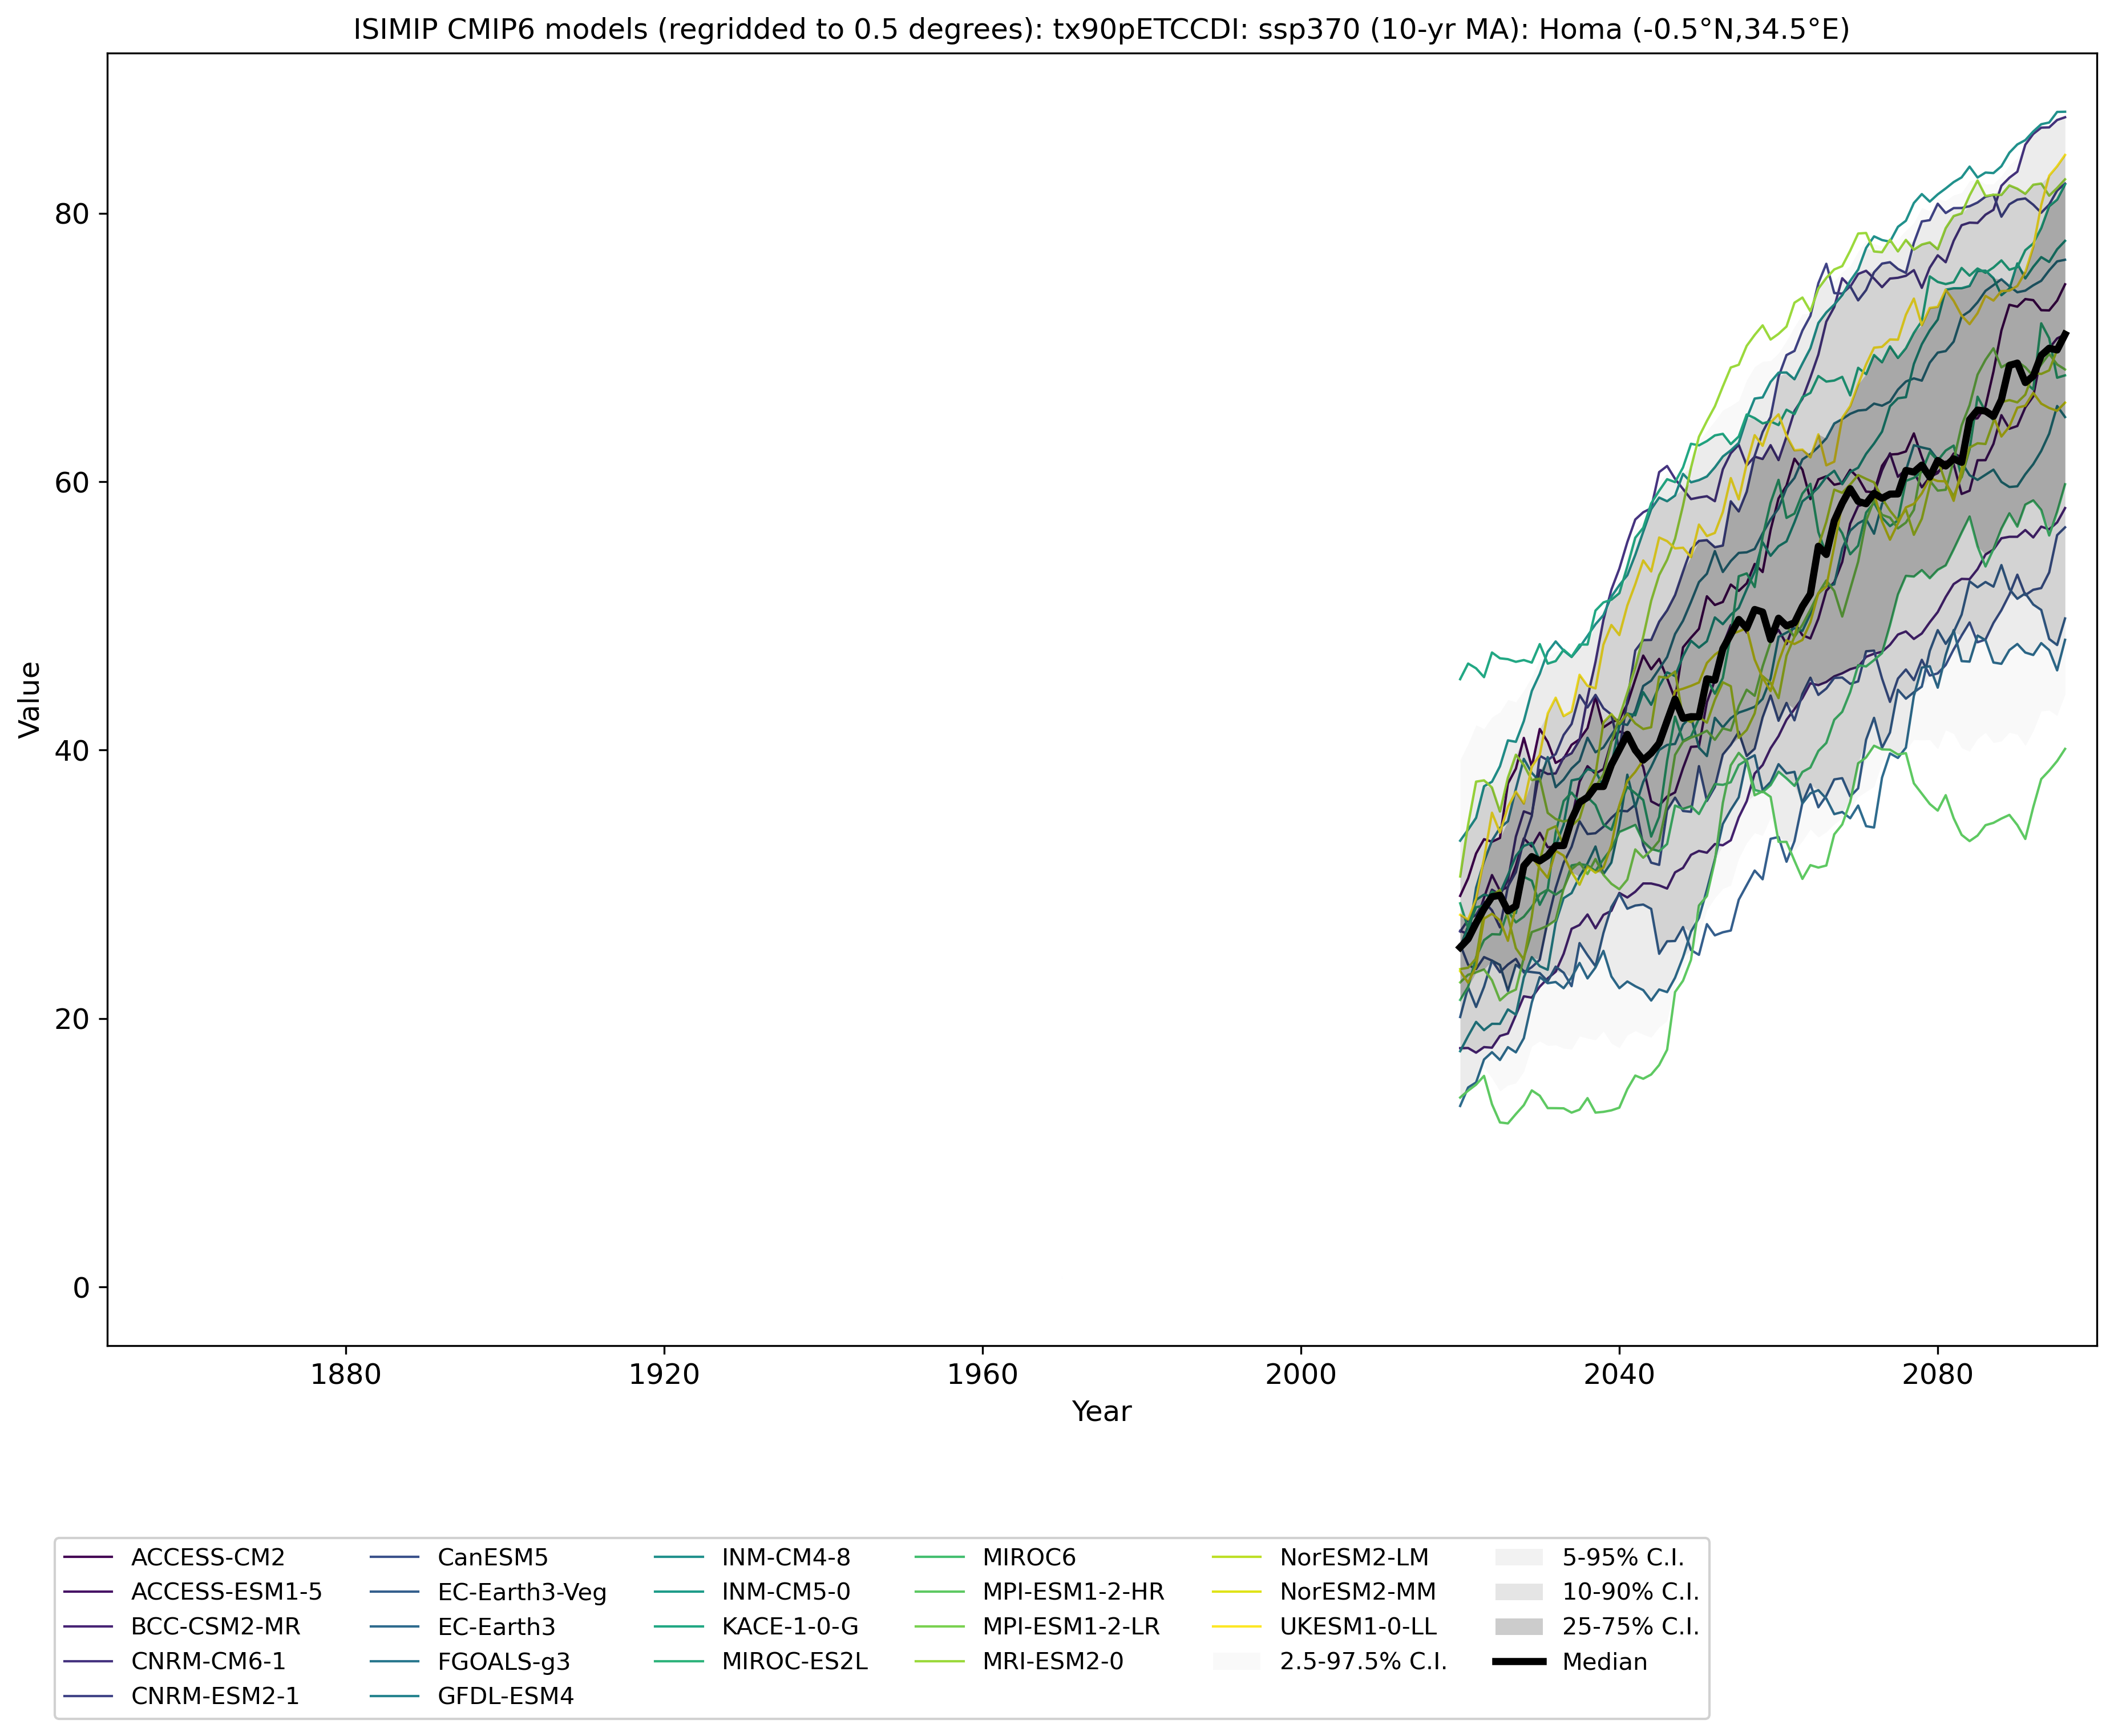 ISIMIP CMIP6 models (regridded to 0.5 degrees): tx90pETCCDI: ssp370 (10-yr MA): Homa (-0.5°N,34.5°E)
80
60
40
20
0
Value
1880 1920 1960 2000 2040 2080
Year
ACCESS-CM2 CanESM5 INM-CM4-8 MIROC6 NorESM2-LM 5-95% C.I.
ACCESS-ESM1-5 EC-Earth3-Veg INM-CM5-0 MPI-ESM1-2-HR NorESM2-MM 10-90% C.I.
BCC-CSM2-MR EC-Earth3 KACE-1-0-G MPI-ESM1-2-LR UKESM1-0-LL 25-75% C.I.
CNRM-CM6-1 FGOALS-g3 MIROC-ES2L MRI-ESM2-0 2.5-97.5% C.I. Median
CNRM-ESM2-1 GFDL-ESM4